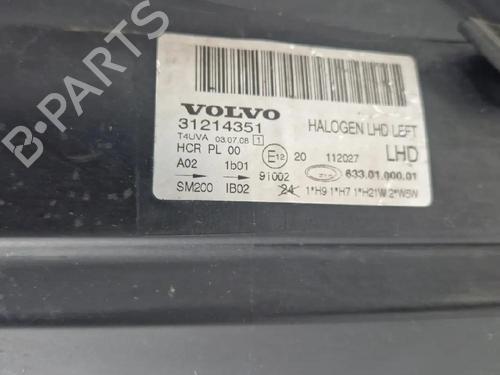 VOLVO
31214351
HALOGEN LHD LEFT
T4UVA 03.07.08 1
HCR PL 00
E12 20 112027 LHD
A02 1b01 91002 633.01.000.01
SM200 IB02 24 1*H9 1*H7 1*H21W 2*W5W
B PARTS